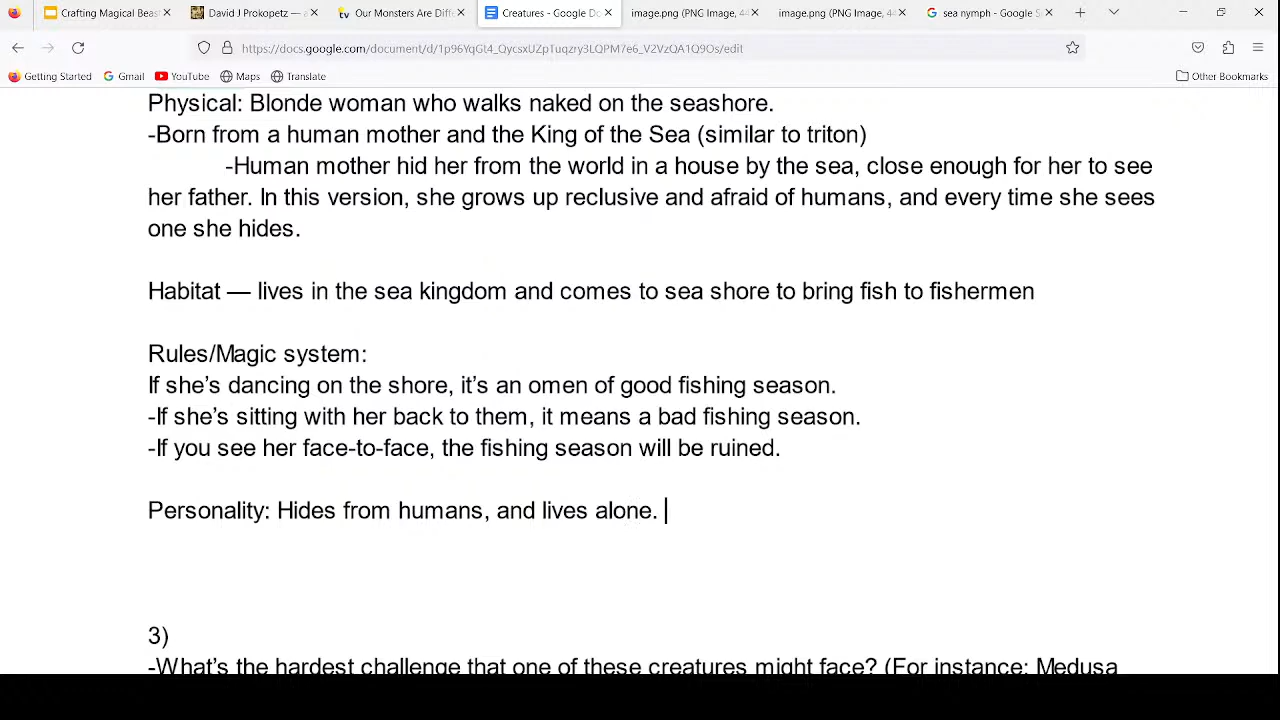 Crafting Magical Beast
David J Prokopetz — a
Our Monsters Are Diffe
Creatures - Google Do
image.png (PNG Image, 44
image.png (PNG Image, 4
sea nymph - Google S
https://docs.google.com/document/d/1p96YqOi4_QycsxUZpTuqzry3LQPM7e6_V2VzQA1Q9Os/edit
Getting Started
Gmail
YouTube
Maps
Translate
Other Bookmarks
Physical: Blonde woman who walks naked on the seashore.
-Born from a human mother and the King of the Sea (similar to triton)
-Human mother hid her from the world in a house by the sea, close enough for her to see
her father. In this version, she grows up reclusive and afraid of humans, and every time she sees
one she hides.
Habitat — lives in the sea kingdom and comes to sea shore to bring fish to fishermen
Rules/Magic system:
If she’s dancing on the shore, it’s an omen of good fishing season.
-If she’s sitting with her back to them, it means a bad fishing season.
-If you see her face-to-face, the fishing season will be ruined.
Personality: Hides from humans, and lives alone.
3)
-What’s the hardest challenge that one of these creatures might face? (For instance: Medusa